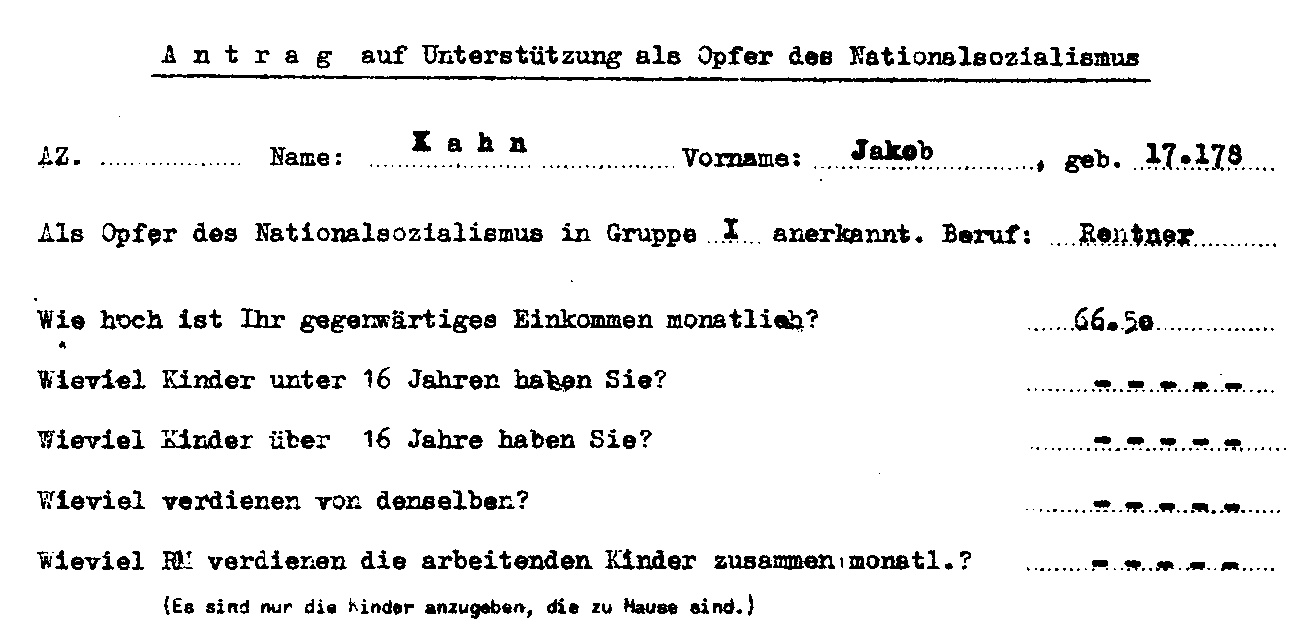 A n t r a g auf Unterstützung als Opfer des Nationalsozialismus
AZ. ................ Name: K a h n Vorname: Jakob , geb. 17.178
Als Opfer des Nationalsozialismus in Gruppe I anerkannt. Beruf: Rentner
Wie hoch ist Ihr gegenwärtiges Einkommen monatlich? 66.50
Wieviel Kinder unter 16 Jahren haben Sie? - - - - -
Wieviel Kinder über 16 Jahre haben Sie? - - - - -
Wieviel verdienen von denselben? - - - - -
Wieviel RM verdienen die arbeitenden Kinder zusammen monatl.? - - - - -
(Es sind nur die Kinder anzugeben, die zu Hause sind.)